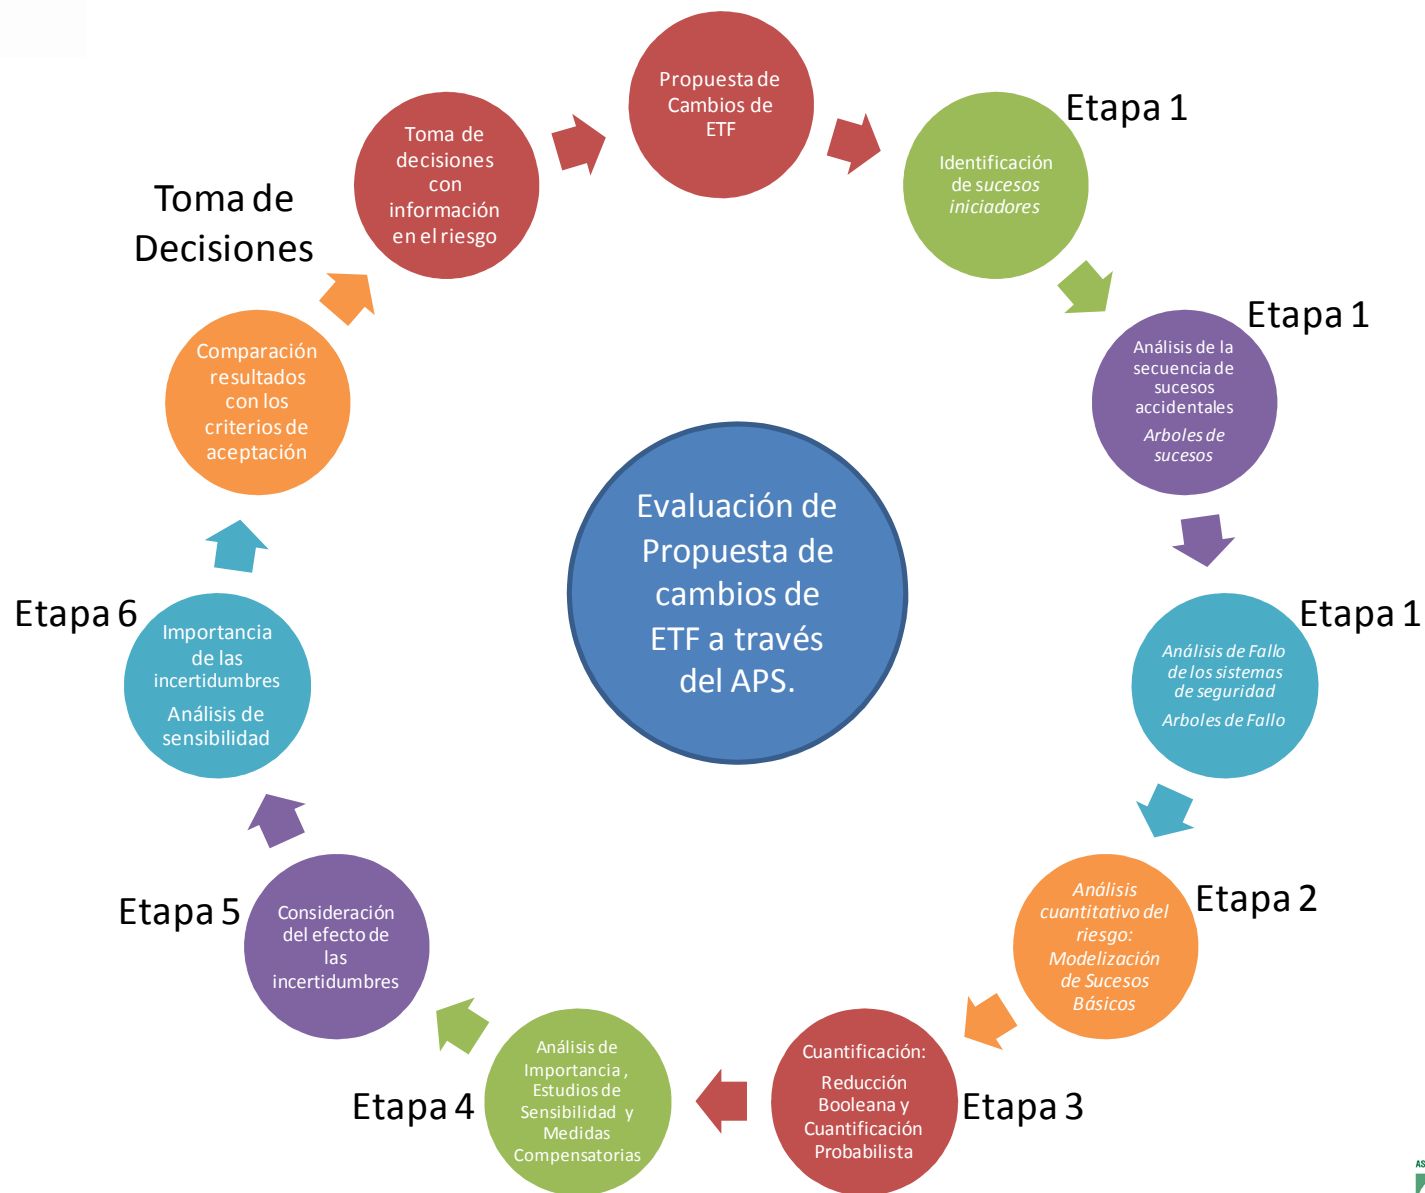 Propuesta de
Cambios de
ETF
Etapa 1
Identificación
de sucesos
iniciadores
Etapa 1
Análisis de la
secuencia de
sucesos
accidentales
Arboles de
sucesos
Etapa 1
Análisis de Fallo
de los sistemas
de seguridad
Arboles de Fallo
Etapa 2
Análisis
cuantitativo del
riesgo:
Modelización
de Sucesos
Básicos
Etapa 3
Cuantificación:
Reducción
Booleana y
Cuantificación
Probabilista
Etapa 4
Análisis de
Importancia ,
Estudios de
Sensibilidad y
Medidas
Compensatorias
Etapa 5
Consideración
del efecto de
las
incertidumbres
Etapa 6
Importancia
de las
incertidumbres
Análisis de
sensibilidad
Comparación
resultados
con los
criterios de
aceptación
Toma de
Decisiones
Toma de
decisiones
con
información
en el riesgo
Evaluación de
Propuesta de
cambios de
ETF a través
del APS.
AS